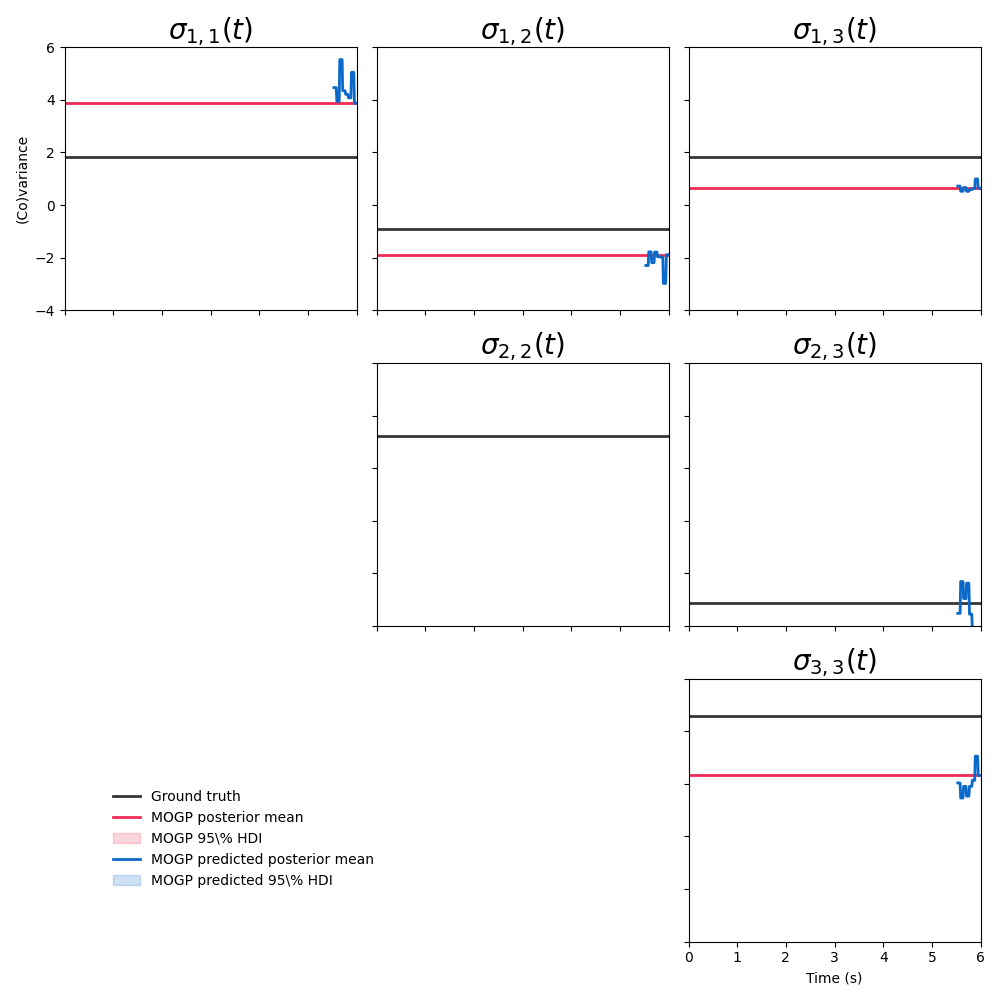 σ₁,₁(t) σ₁,₂(t) σ₁,₃(t)
6
4
2
0
−2
−4
(Co)variance
σ₂,₂(t) σ₂,₃(t)
σ₃,₃(t)
Ground truth
MOGP posterior mean
MOGP 95\% HDI
MOGP predicted posterior mean
MOGP predicted 95\% HDI
0 1 2 3 4 5 6
Time (s)